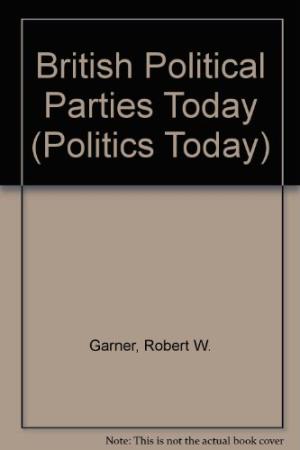 British Political
Parties Today
(Politics Today)
Garner, Robert W.
Note: This is not the actual book cover